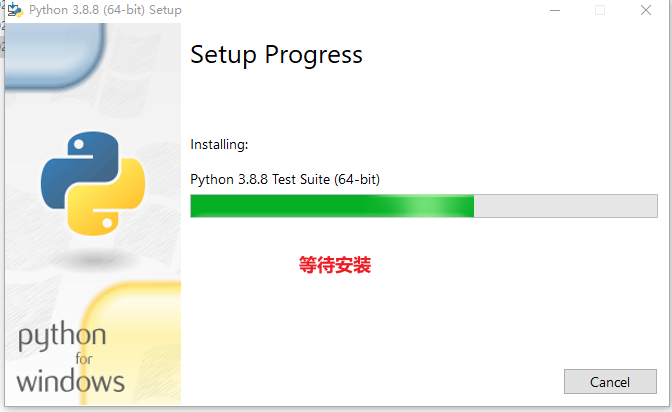 Python 3.8.8 (64-bit) Setup
Setup Progress
Installing:
Python 3.8.8 Test Suite (64-bit)
等待安装
python
for
windows
Cancel